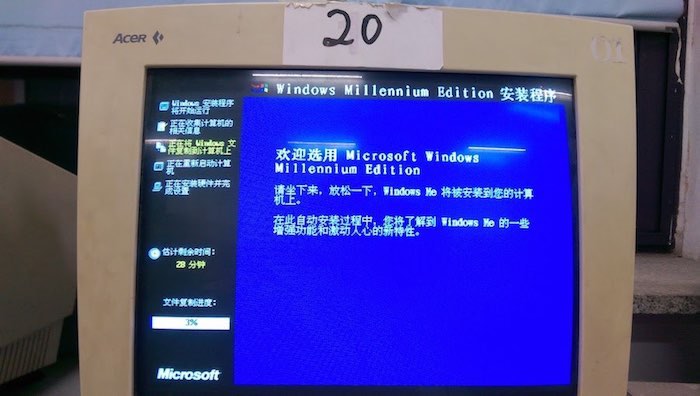 20
ACER
01
Windows Millennium Edition 安装程序
Windows 安装程序
将开始运行
正在收集计算机的
相关信息
正在将 Windows 文
件复制到计算机上
正在重新启动计算
机
正在安装硬件并完
成设置
估计剩余时间:
28 分钟
文件复制进度:
3%
Microsoft
欢迎选用 Microsoft Windows
Millennium Edition
请坐下来，放松一下，Windows Me 将被安装到您的计算
机上。
在此自动安装过程中，您将了解到 Windows Me 的一些
增强功能和激动人心的新特性。